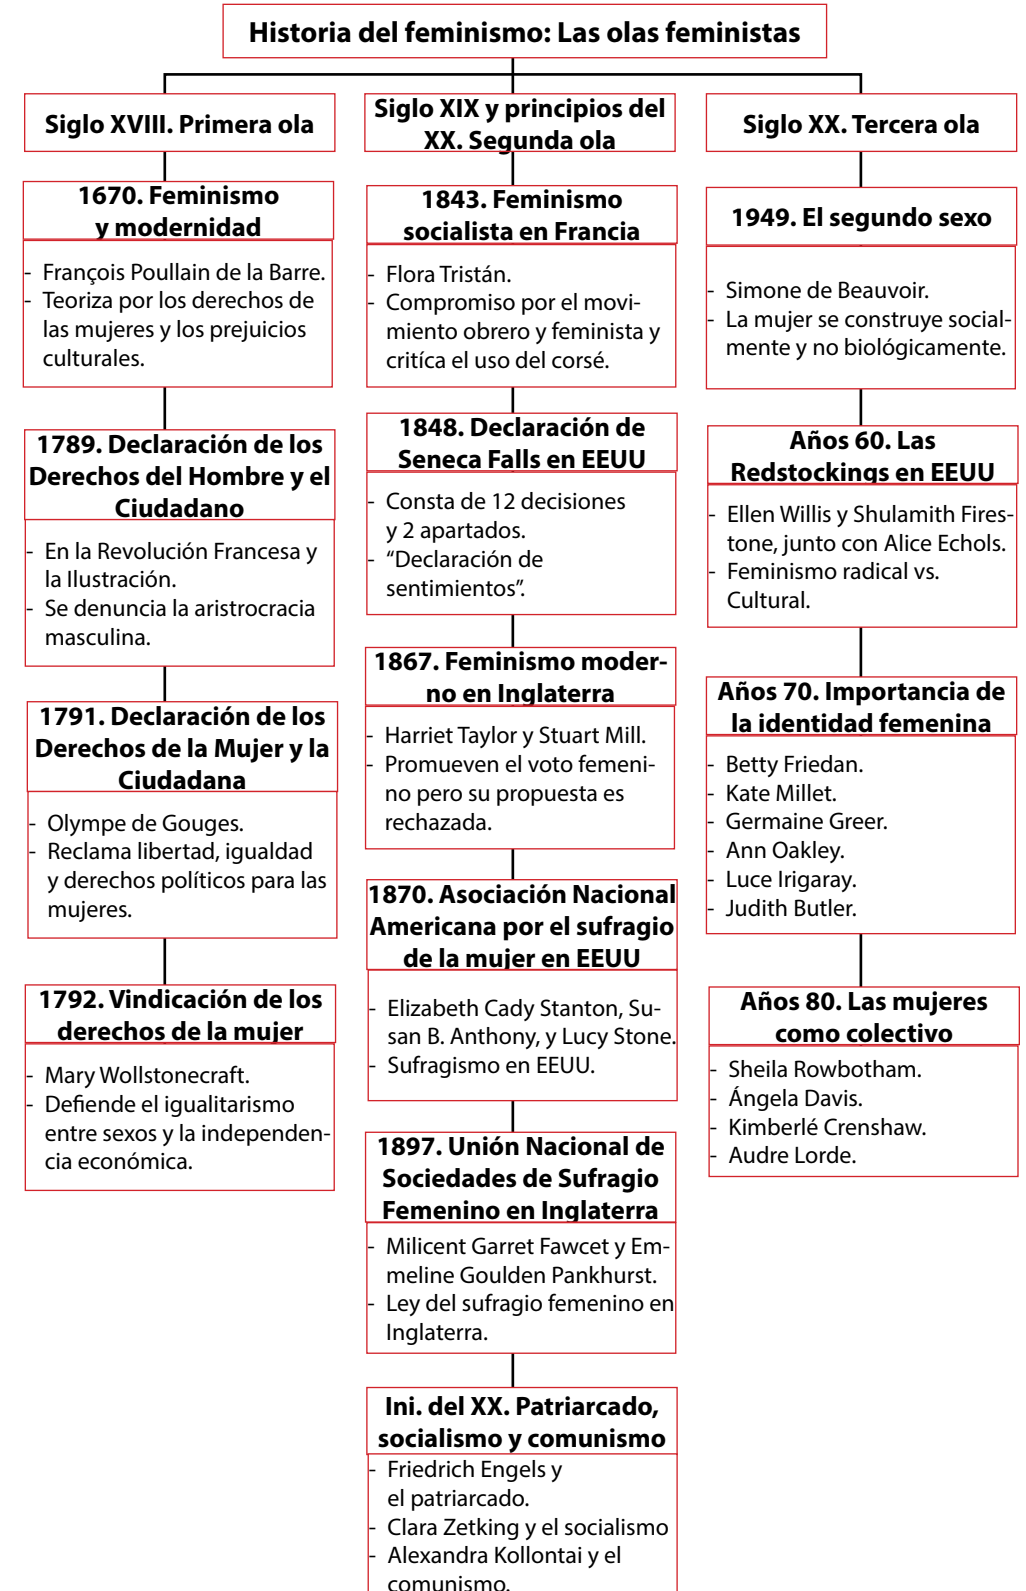 Historia del feminismo: Las olas feministas
Siglo XVIII. Primera ola
1670. Feminismo
y modernidad
- François Poullain de la Barre.
- Teoriza por los derechos de
las mujeres y los prejuicios
culturales.
1789. Declaración de los
Derechos del Hombre y el
Ciudadano
- En la Revolución Francesa y
la Ilustración.
- Se denuncia la aristocracia
masculina.
1791. Declaración de los
Derechos de la Mujer y la
Ciudadana
- Olympe de Gouges.
- Reclama libertad, igualdad
y derechos políticos para las
mujeres.
1792. Vindicación de los
derechos de la mujer
- Mary Wollstonecraft.
- Defiende el igualitarismo
entre sexos y la independen-
cia económica.
Siglo XIX y principios del
XX. Segunda ola
1843. Feminismo
socialista en Francia
- Flora Tristán.
- Compromiso por el movi-
miento obrero y feminista y
critíca el uso del corsé.
1848. Declaración de
Seneca Falls en EEUU
- Consta de 12 decisiones
y 2 apartados.
- “Declaración de
sentimientos”.
1867. Feminismo moder-
no en Inglaterra
- Harriet Taylor y Stuart Mill.
- Promueven el voto femeni-
no pero su propuesta es
rechazada.
1870. Asociación Nacional
Americana por el sufragio
de la mujer en EEUU
- Elizabeth Cady Stanton, Su-
san B. Anthony, y Lucy Stone.
- Sufragismo en EEUU.
1897. Unión Nacional de
Sociedades de Sufragio
Femenino en Inglaterra
- Milicent Garret Fawcet y Em-
meline Goulden Pankhurst.
- Ley del sufragio femenino en
Inglaterra.
Ini. del XX. Patriarcado,
socialismo y comunismo
- Friedrich Engels y
el patriarcado.
- Clara Zetking y el socialismo
- Alexandra Kollontai y el
comunismo.
Siglo XX. Tercera ola
1949. El segundo sexo
- Simone de Beauvoir.
- La mujer se construye social-
mente y no biológicamente.
Años 60. Las
Redstockings en EEUU
- Ellen Willis y Shulamith Fires-
tone, junto con Alice Echols.
- Feminismo radical vs.
Cultural.
Años 70. Importancia de
la identidad femenina
- Betty Friedan.
- Kate Millet.
- Germaine Greer.
- Ann Oakley.
- Luce Irigaray.
- Judith Butler.
Años 80. Las mujeres
como colectivo
- Sheila Rowbotham.
- Ángela Davis.
- Kimberlé Crenshaw.
- Audre Lorde.